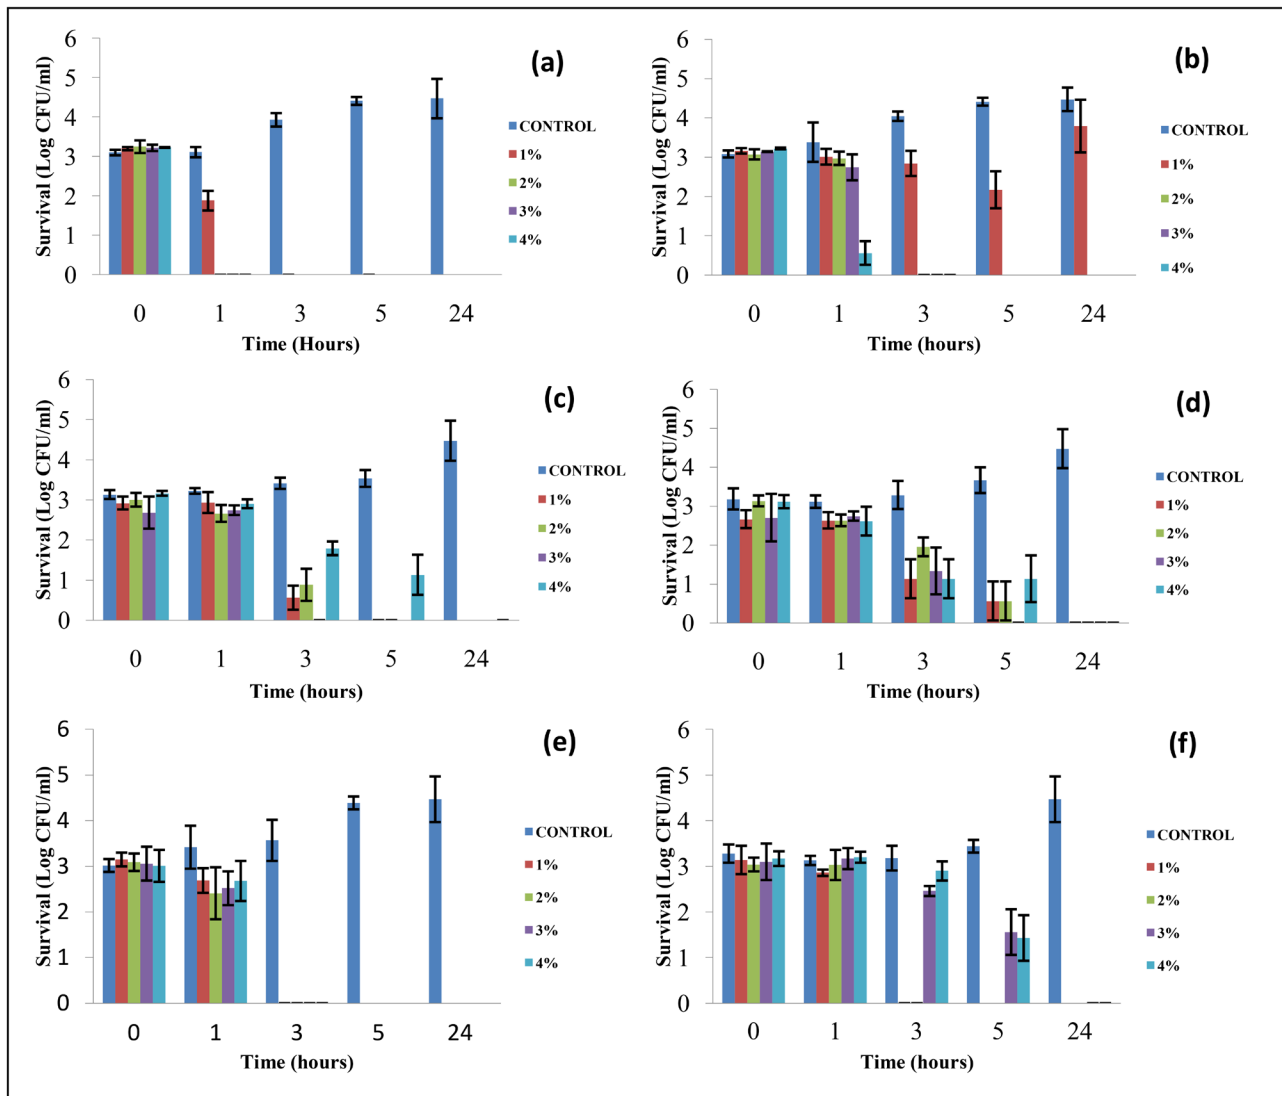 (a)
Survival (Log CFU/ml)
6
5
4
3
2
1
0
0 1 3 5 24
Time (Hours)
CONTROL
1%
2%
3%
4%
(b)
Survival (Log CFU/ml)
6
5
4
3
2
1
0
0 1 3 5 24
Time (hours)
CONTROL
1%
2%
3%
4%
(c)
Survival (Log CFU/ml)
6
5
4
3
2
1
0
0 1 3 5 24
Time (hours)
CONTROL
1%
2%
3%
4%
(d)
Survival (Log CFU/ml)
6
5
4
3
2
1
0
0 1 3 5 24
Time (hours)
CONTROL
1%
2%
3%
4%
(e)
Survival (Log CFU/ml)
6
5
4
3
2
1
0
0 1 3 5 24
Time (hours)
CONTROL
1%
2%
3%
4%
(f)
Survival (Log CFU/ml)
6
5
4
3
2
1
0
0 1 3 5 24
Time (hours)
CONTROL
1%
2%
3%
4%